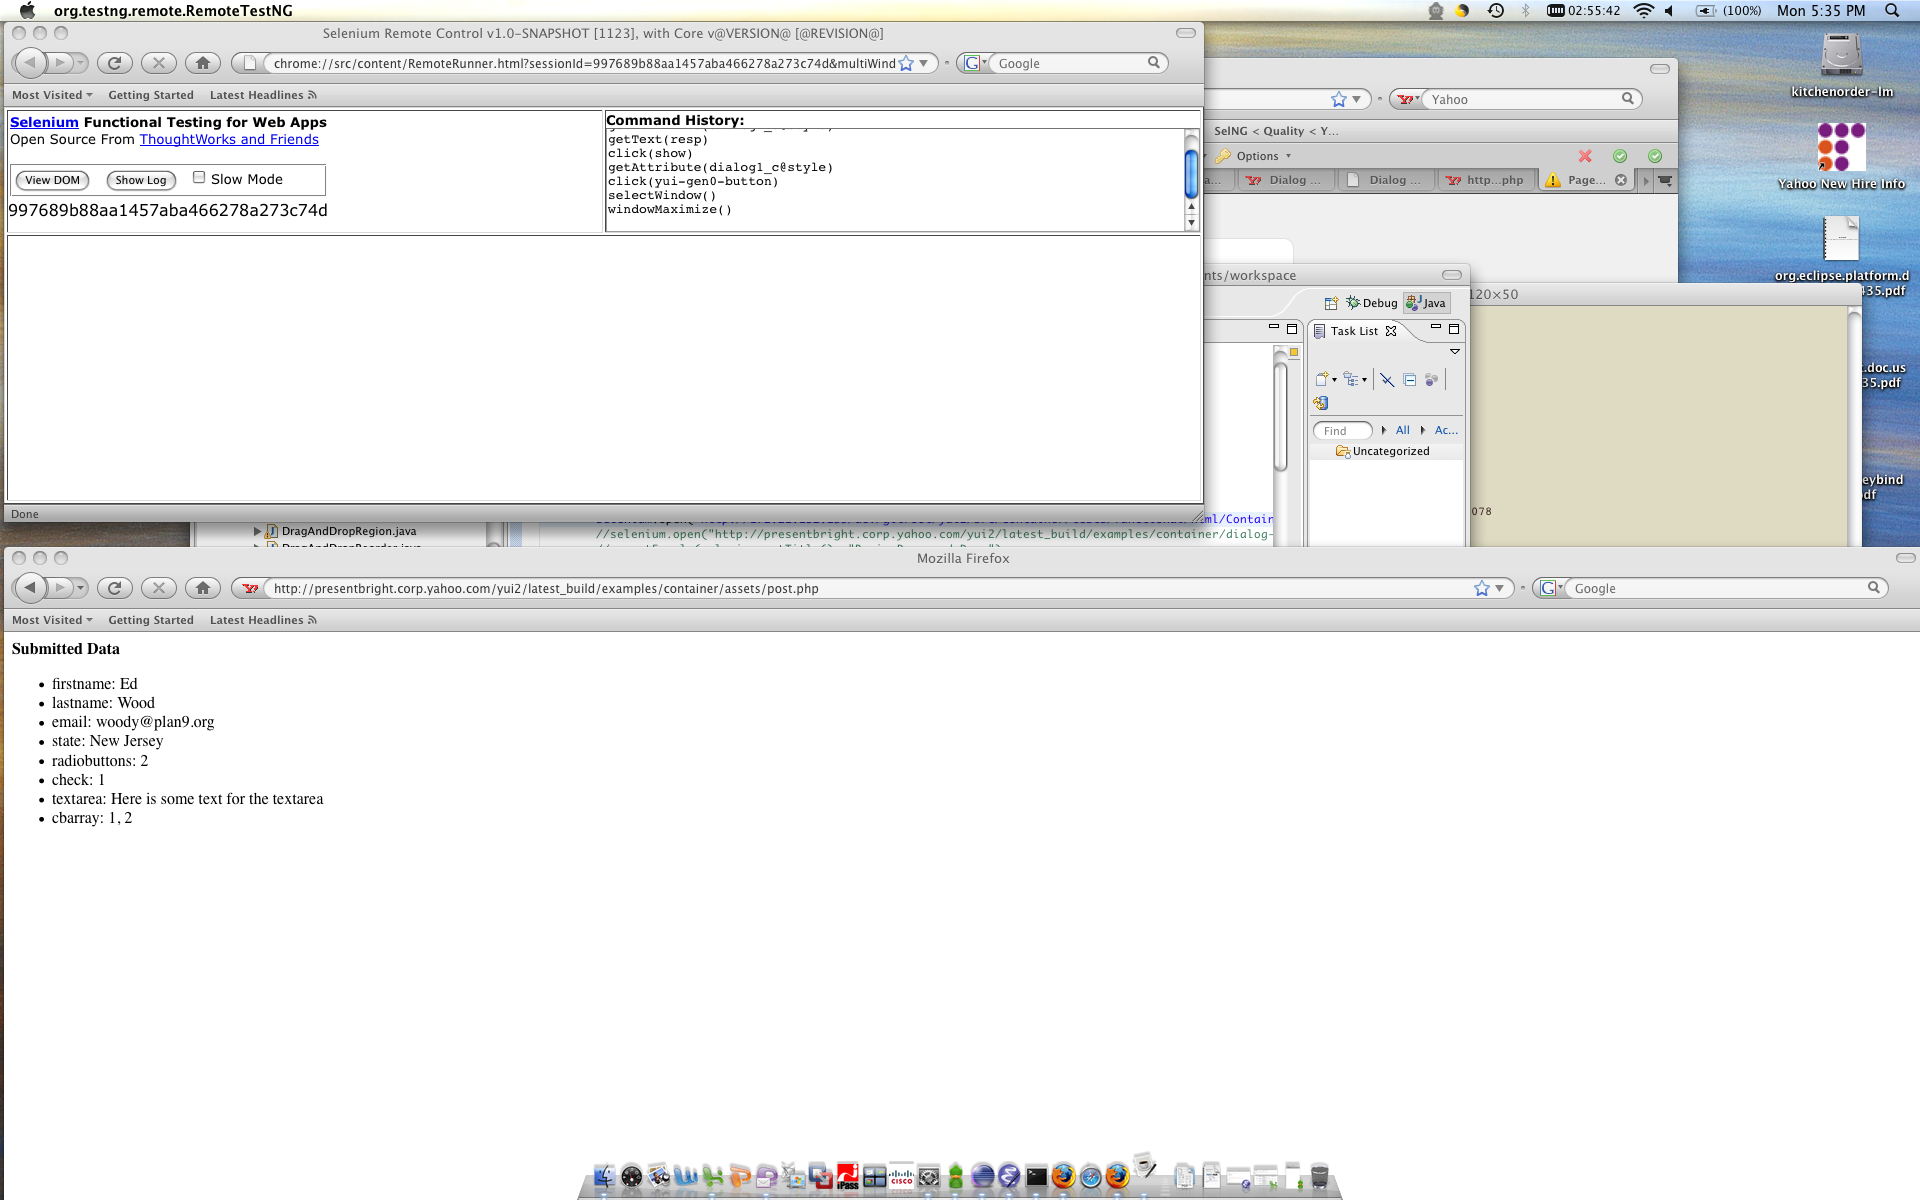 org.testng.remote.RemoteTestNG
02:55:42
(100%)
Mon 5:35 PM
Selenium Remote Control v1.0-SNAPSHOT [1123], with Core v@VERSION@ [@REVISION@]
chrome://src/content/RemoteRunner.html?sessionId=997689b88aa1457aba466278a273c74d&multiWind
Google
Most Visited
Getting Started
Latest Headlines
Selenium Functional Testing for Web Apps
Open Source From ThoughtWorks and Friends
View DOM
Show Log
Slow Mode
997689b88aa1457aba466278a273c74d
Command History:
getText(resp)
click(show)
getAttribute(dialog1_c@style)
click(yui-gen0-button)
selectWindow()
windowMaximize()
Done
Yahoo
SelNG < Quality < Y...
Options
a...
Dialog ...
Dialog ...
http...php
Page...
nts/workspace
Debug
Java
Task List
Find
All
Ac...
Uncategorized
120×50
078
kitchenorder-lm
Yahoo New Hire Info
org.eclipse.platform.d
435.pdf
t.doc.us
35.pdf
eybind
df
DragAndDropRegion.java
//selenium.open("http://presentbright.corp.yahoo.com/yui2/latest_build/examples/container/dialog-
Mozilla Firefox
http://presentbright.corp.yahoo.com/yui2/latest_build/examples/container/assets/post.php
Google
Most Visited
Getting Started
Latest Headlines
Submitted Data
• firstname: Ed
• lastname: Wood
• email: woody@plan9.org
• state: New Jersey
• radiobuttons: 2
• check: 1
• textarea: Here is some text for the textarea
• cbarray: 1, 2
iPass
CISCO